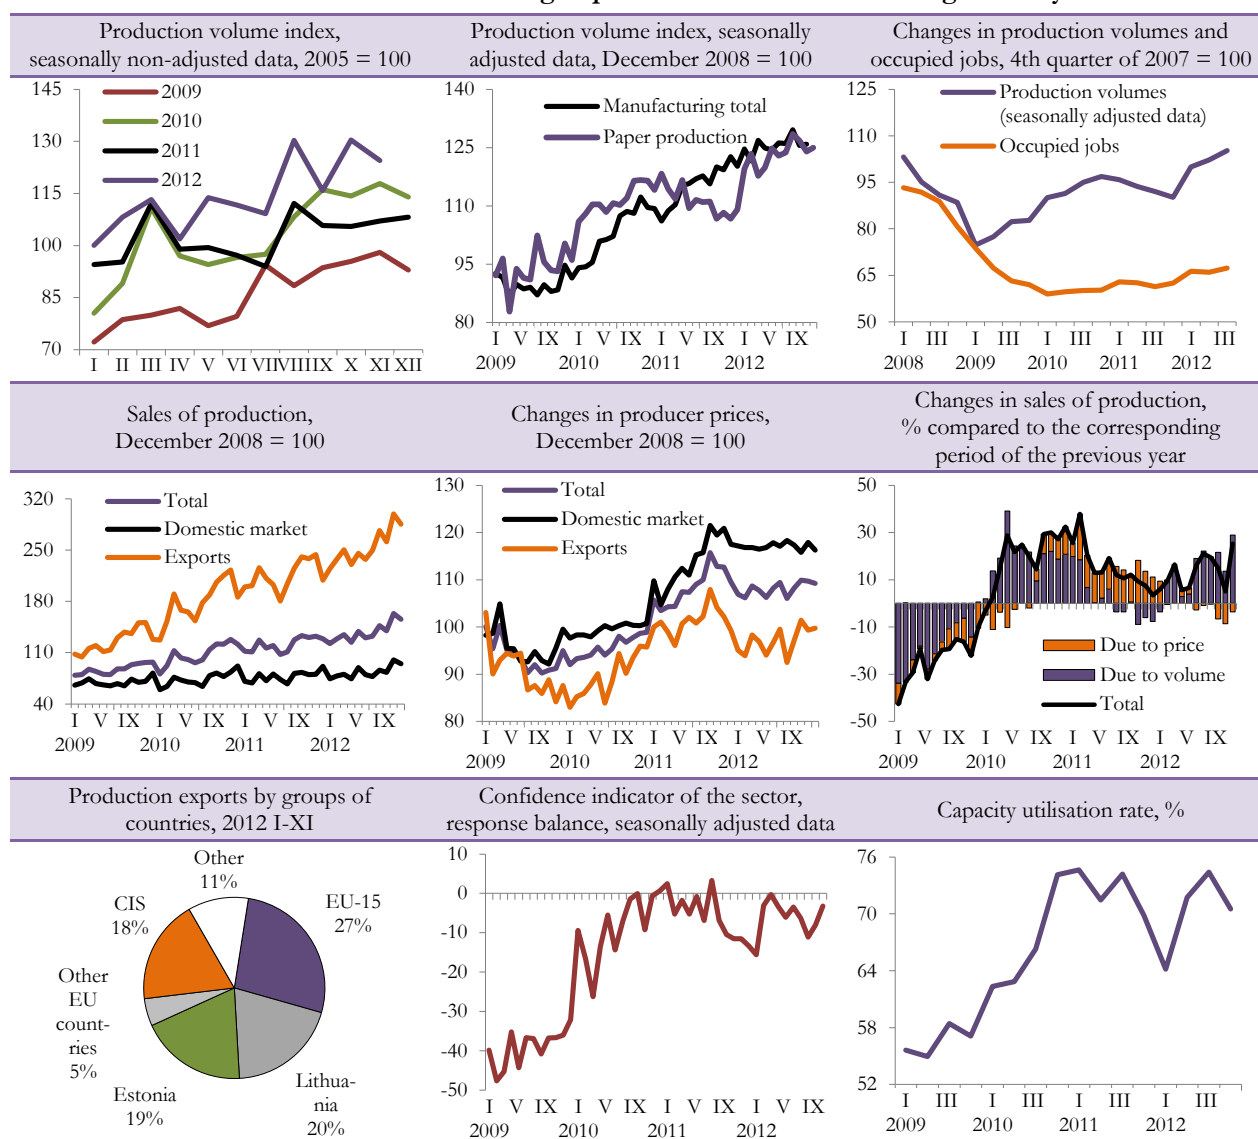 Production volume index,
seasonally non-adjusted data, 2005 = 100
145
130
115
100
85
70
2009
2010
2011
2012
I II III IV V VI VII VIII IX X XI XII
Production volume index, seasonally
adjusted data, December 2008 = 100
140
125
110
95
80
Manufacturing total
Paper production
I V IX I V IX I V IX I V IX
2009 2010 2011 2012
Changes in production volumes and
occupied jobs, 4th quarter of 2007 = 100
125
110
95
80
65
50
Production volumes
(seasonally adjusted data)
Occupied jobs
I III I III I III I III I III
2008 2009 2010 2011 2012
Sales of production,
December 2008 = 100
320
250
180
110
40
Total
Domestic market
Exports
I V IX I V IX I V IX I V IX
2009 2010 2011 2012
Changes in producer prices,
December 2008 = 100
130
120
110
100
90
80
Total
Domestic market
Exports
I V IX I V IX I V IX I V IX
2009 2010 2011 2012
Changes in sales of production,
% compared to the corresponding
period of the previous year
50
30
10
-10
-30
-50
Due to price
Due to volume
Total
I V IX I V IX I V IX I V IX
2009 2010 2011 2012
Production exports by groups of
countries, 2012 I-XI
Other
11%
EU-15
27%
CIS
18%
Other
EU
count-
ries
5%
Estonia
19%
Lithua-
nia
20%
Confidence indicator of the sector,
response balance, seasonally adjusted data
10
0
-10
-20
-30
-40
-50
I V IX I V IX I V IX I V IX
2009 2010 2011 2012
Capacity utilisation rate, %
76
70
64
58
52
I III I III I III I III
2009 2010 2011 2012